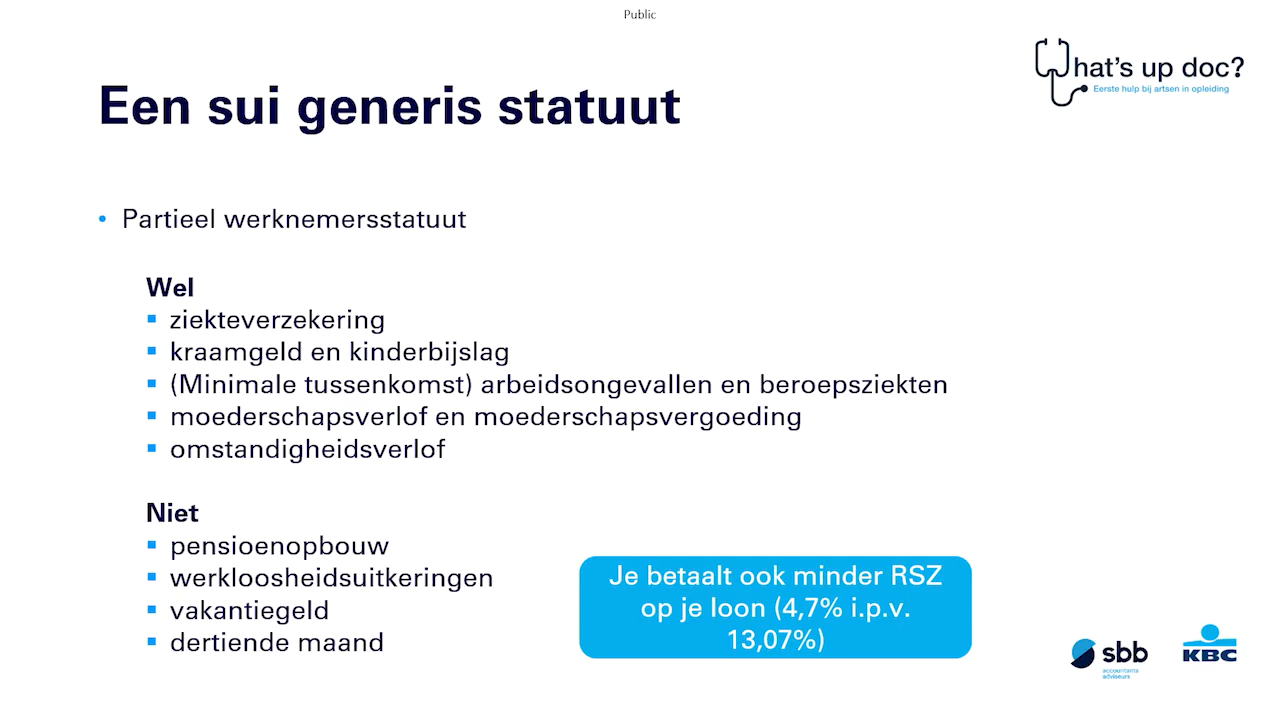 Public
What's up doc?
Eerste hulp bij artsen in opleiding
Een sui generis statuut
• Partieel werknemersstatuut
Wel
▪ ziekteverzekering
▪ kraamgeld en kinderbijslag
▪ (Minimale tussenkomst) arbeidsongevallen en beroepsziekten
▪ moederschapsverlof en moederschapsvergoeding
▪ omstandigheidsverlof
Niet
▪ pensioenopbouw
▪ werkloosheidsuitkeringen
▪ vakantiegeld
▪ dertiende maand
Je betaalt ook minder RSZ
op je loon (4,7% i.p.v.
13,07%)
sbb
accountants
adviseurs
KBC